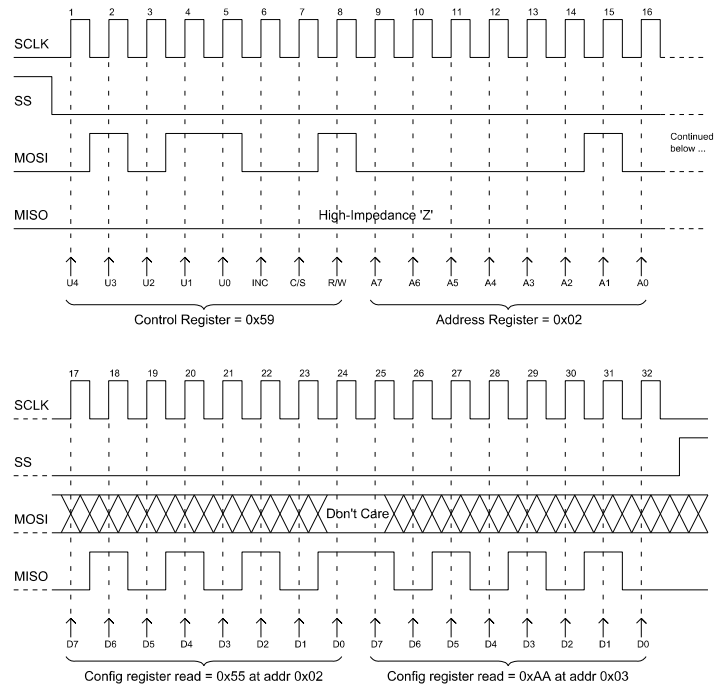 1 2 3 4 5 6 7 8 9 10 11 12 13 14 15 16
SCLK
SS
MOSI
Continued
below ...
MISO
High-Impedance 'Z'
U4 U3 U2 U1 U0 INC C/S R/W A7 A6 A5 A4 A3 A2 A1 A0
Control Register = 0x59
Address Register = 0x02
17 18 19 20 21 22 23 24 25 26 27 28 29 30 31 32
SCLK
SS
MOSI
Don't Care
MISO
D7 D6 D5 D4 D3 D2 D1 D0 D7 D6 D5 D4 D3 D2 D1 D0
Config register read = 0x55 at addr 0x02
Config register read = 0xAA at addr 0x03